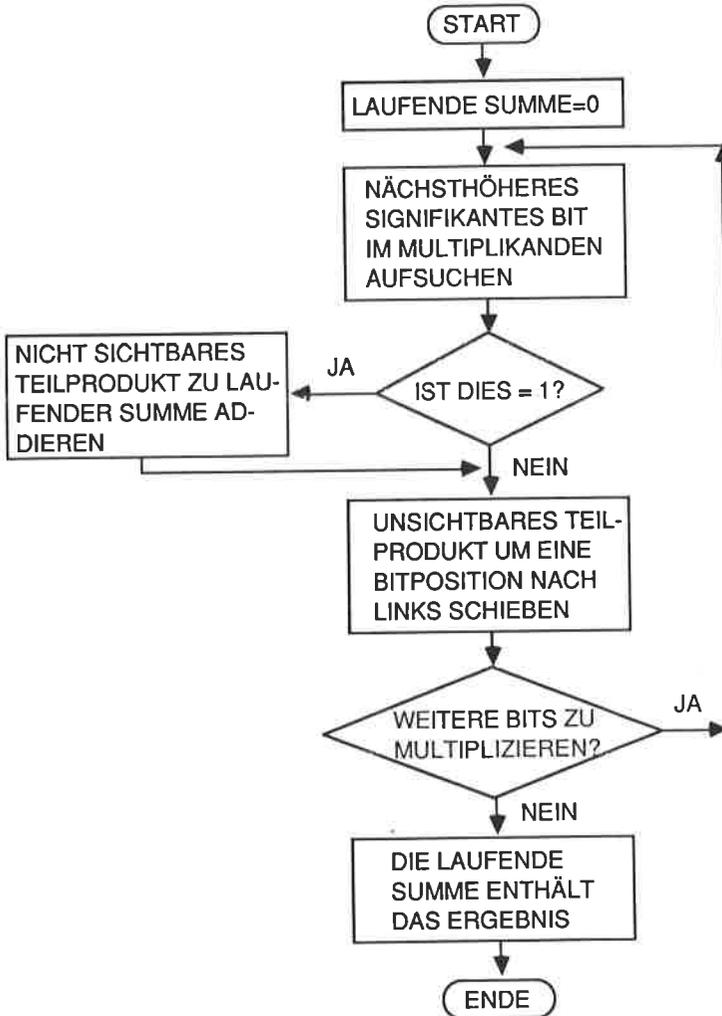 START
LAUFENDE SUMME=0
NÄCHSTHÖHERES
SIGNIFIKANTES BIT
IM MULTIPLIKANDEN
AUFSUCHEN
IST DIES = 1?
JA
NICHT SICHTBARES
TEILPRODUKT ZU LAU-
FENDER SUMME AD-
DIEREN
NEIN
UNSICHTBARES TEIL-
PRODUKT UM EINE
BITPOSITION NACH
LINKS SCHIEBEN
WEITERE BITS ZU
MULTIPLIZIEREN?
JA
NEIN
DIE LAUFENDE
SUMME ENTHÄLT
DAS ERGEBNIS
ENDE